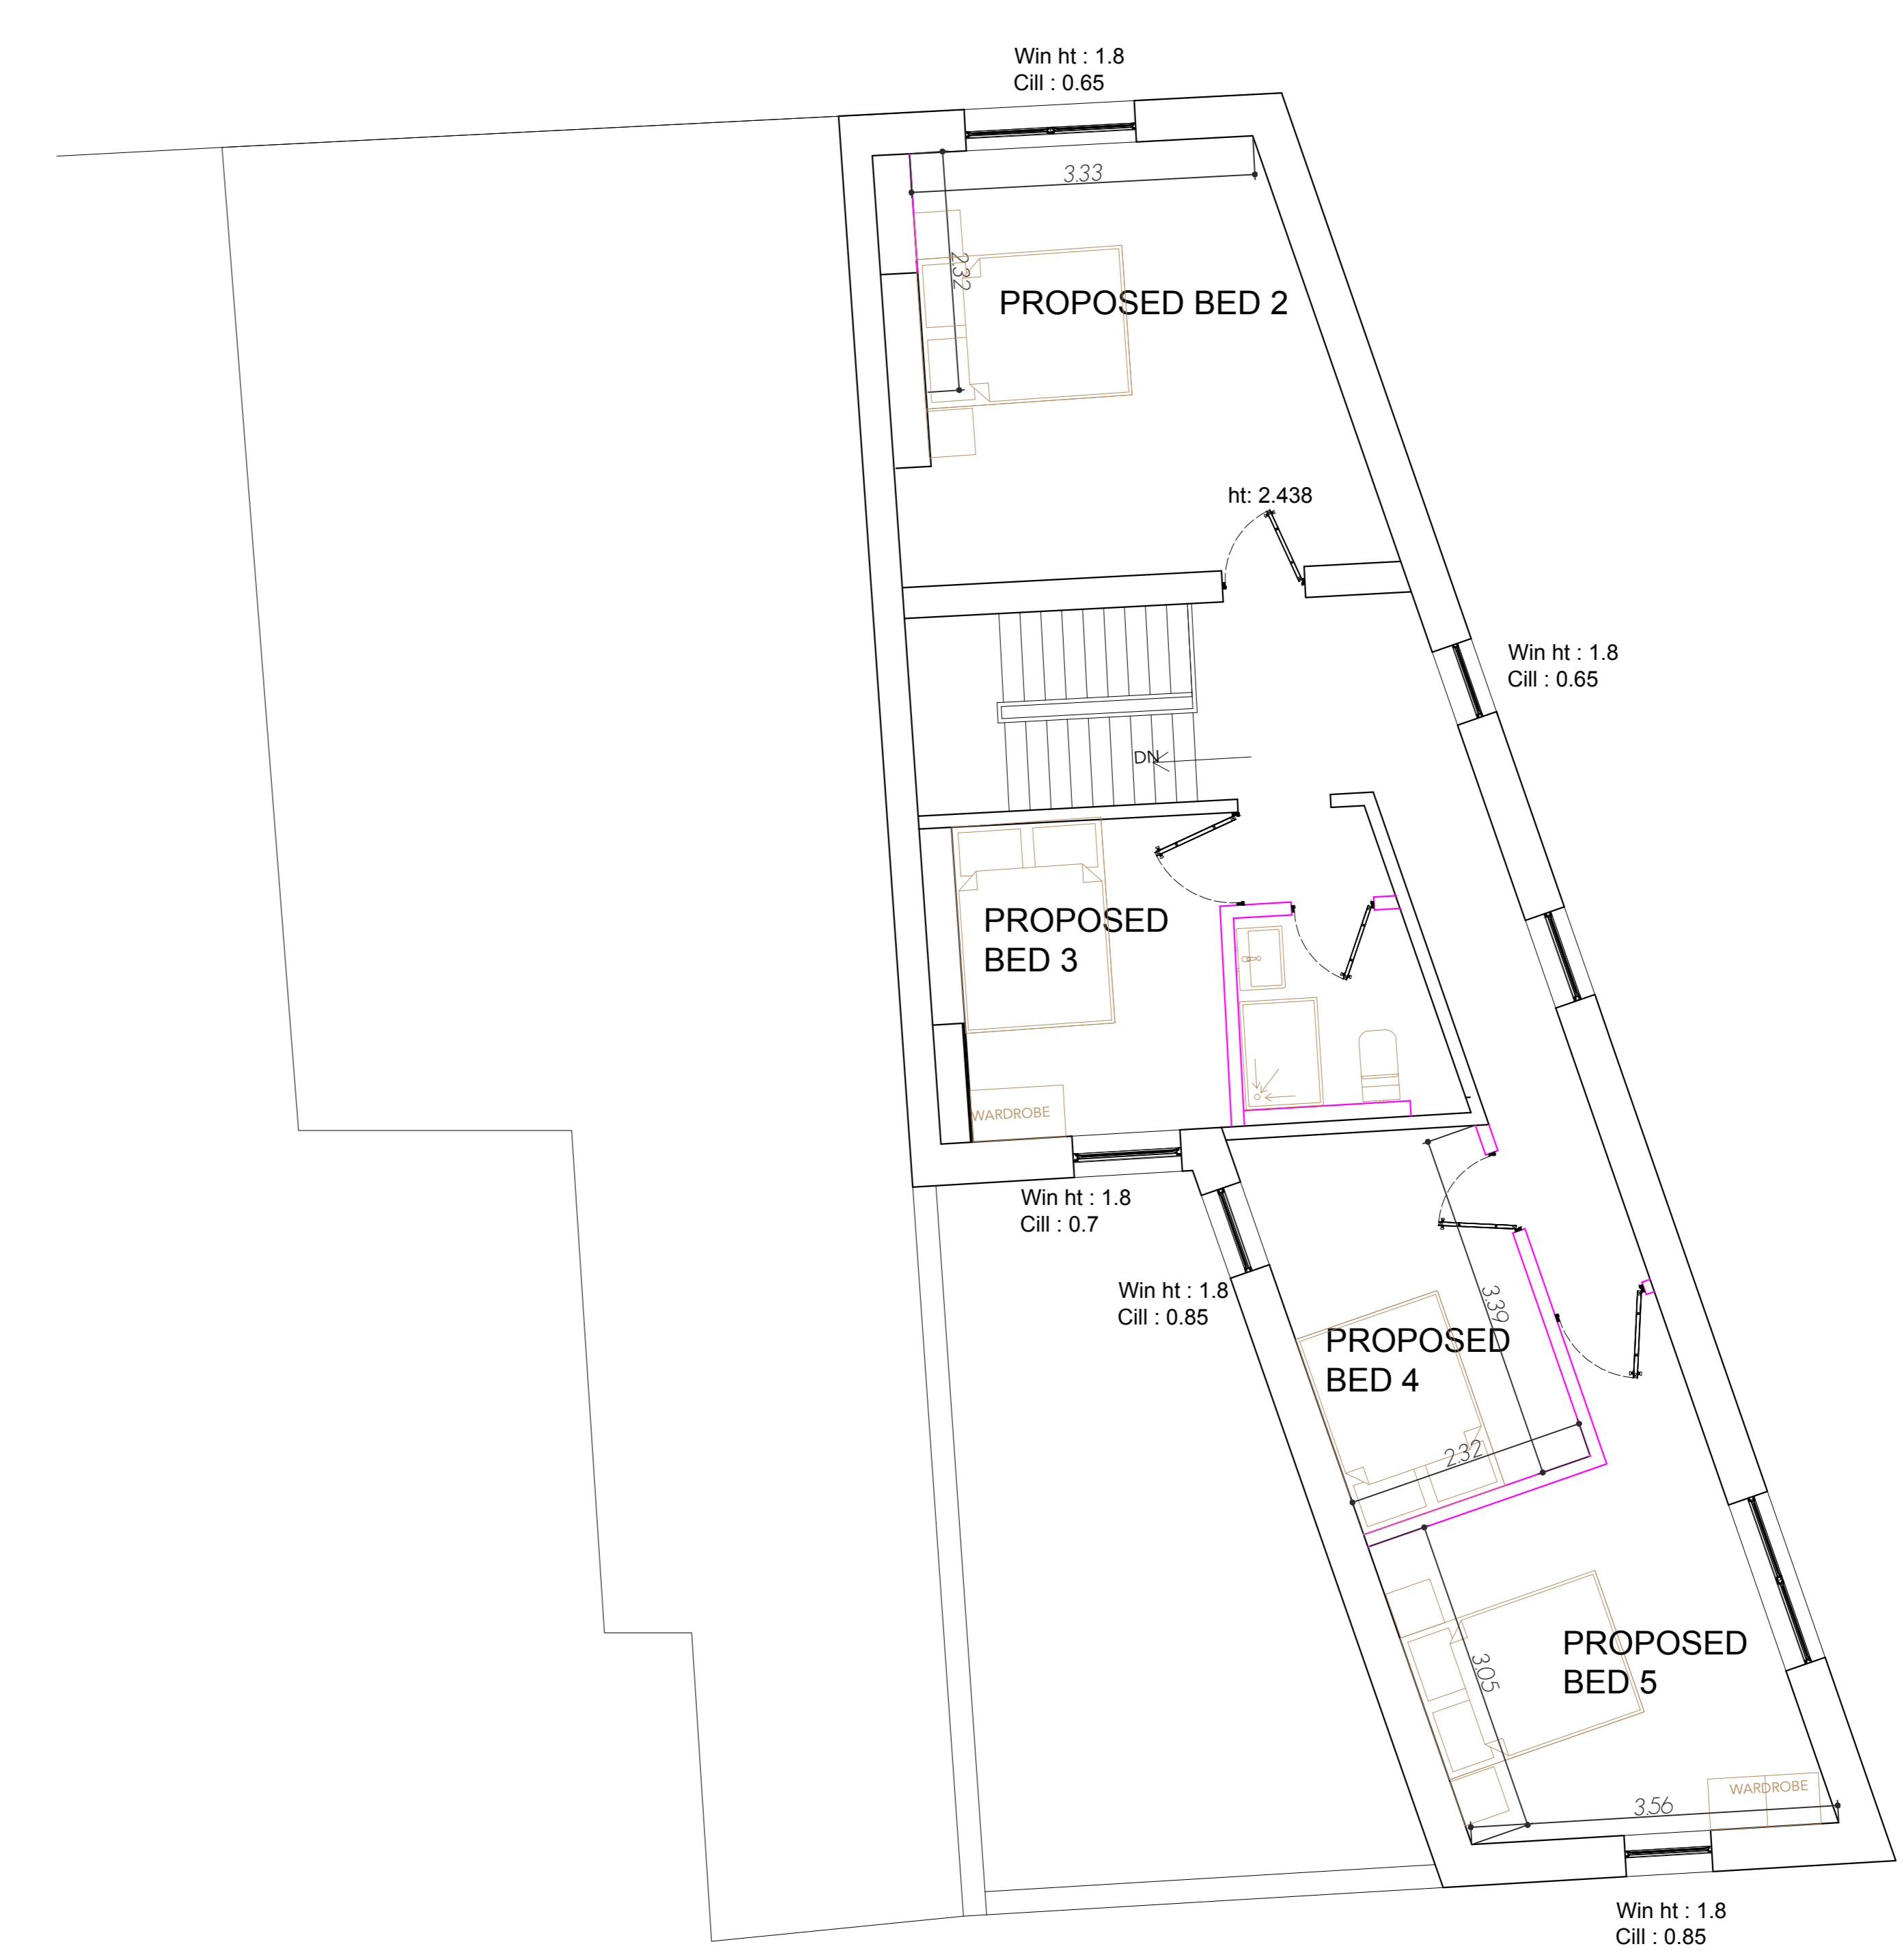 Win ht : 1.8
Cill : 0.65
3.33
2.32
PROPOSED BED 2
ht: 2.438
Win ht : 1.8
Cill : 0.65
DN
PROPOSED
BED 3
WARDROBE
Win ht : 1.8
Cill : 0.7
Win ht : 1.8
Cill : 0.85
3.39
PROPOSED
BED 4
2.32
PROPOSED
BED 5
3.05
WARDROBE
3.56
Win ht : 1.8
Cill : 0.85